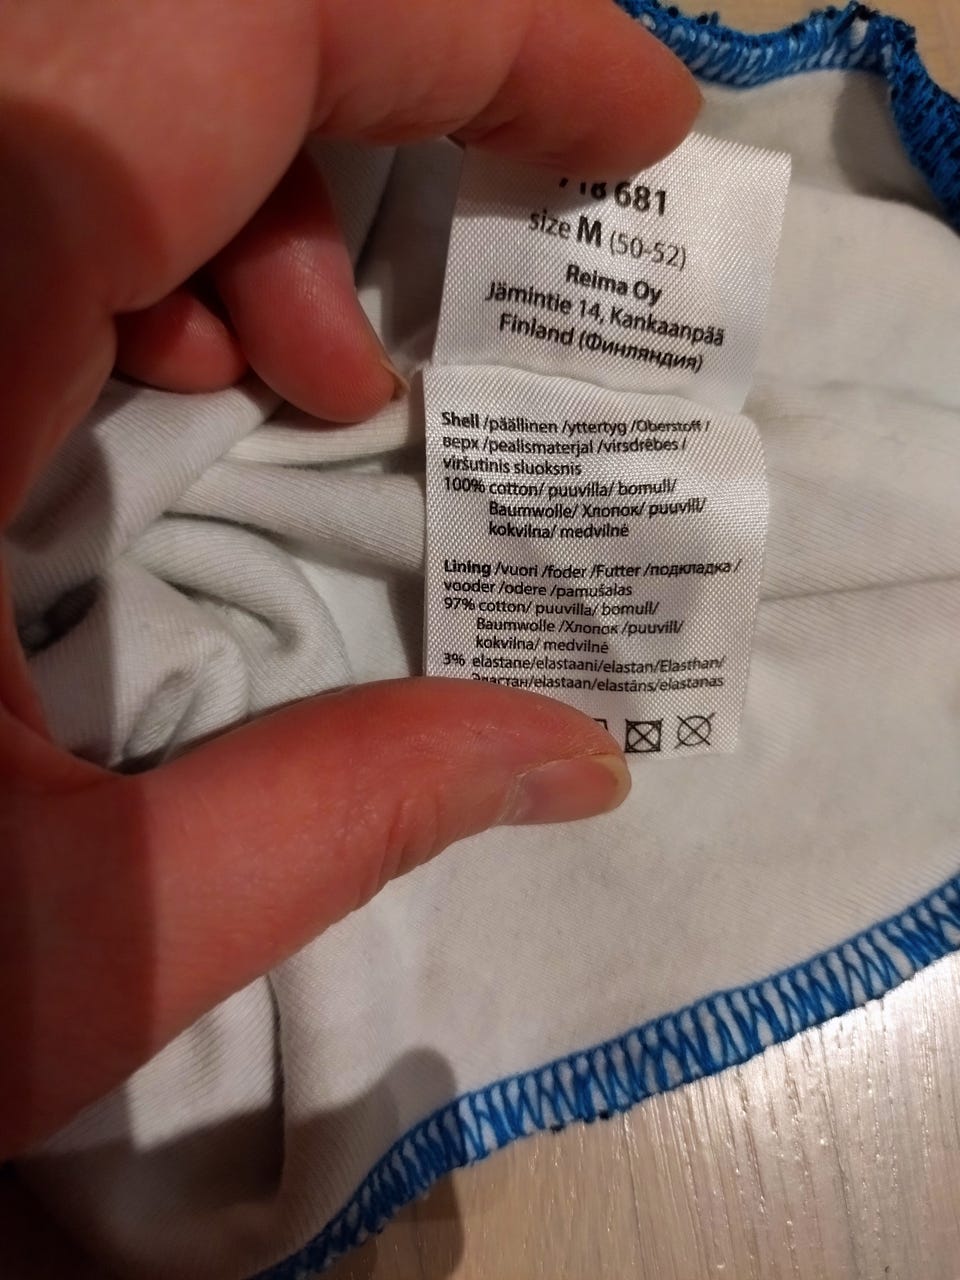 681
size M (50-52)
Reima Oy
Jämintie 14, Kankaanpää
Finland (Финляндия)
Shell /päällinen /yttertyg /Oberstoff /
верх /pealismaterjal /virsdrēbes /
viršutinis sluoksnis
100% cotton/ puuvilla/ bomull/
Baumwolle/ Хлопок/ puuvill/
kokvilna/ medvilnė
Lining /vuori /foder /Futter /подкладка /
vooder /odere /pamušalas
97% cotton/ puuvilla/ bomull/
Baumwolle /Хлопок /puuvill/
kokvilna/ medvilnė
3% elastane/elastaani/elastan/Elasthan/
Эластан/elastaan/elastāns/elastanas